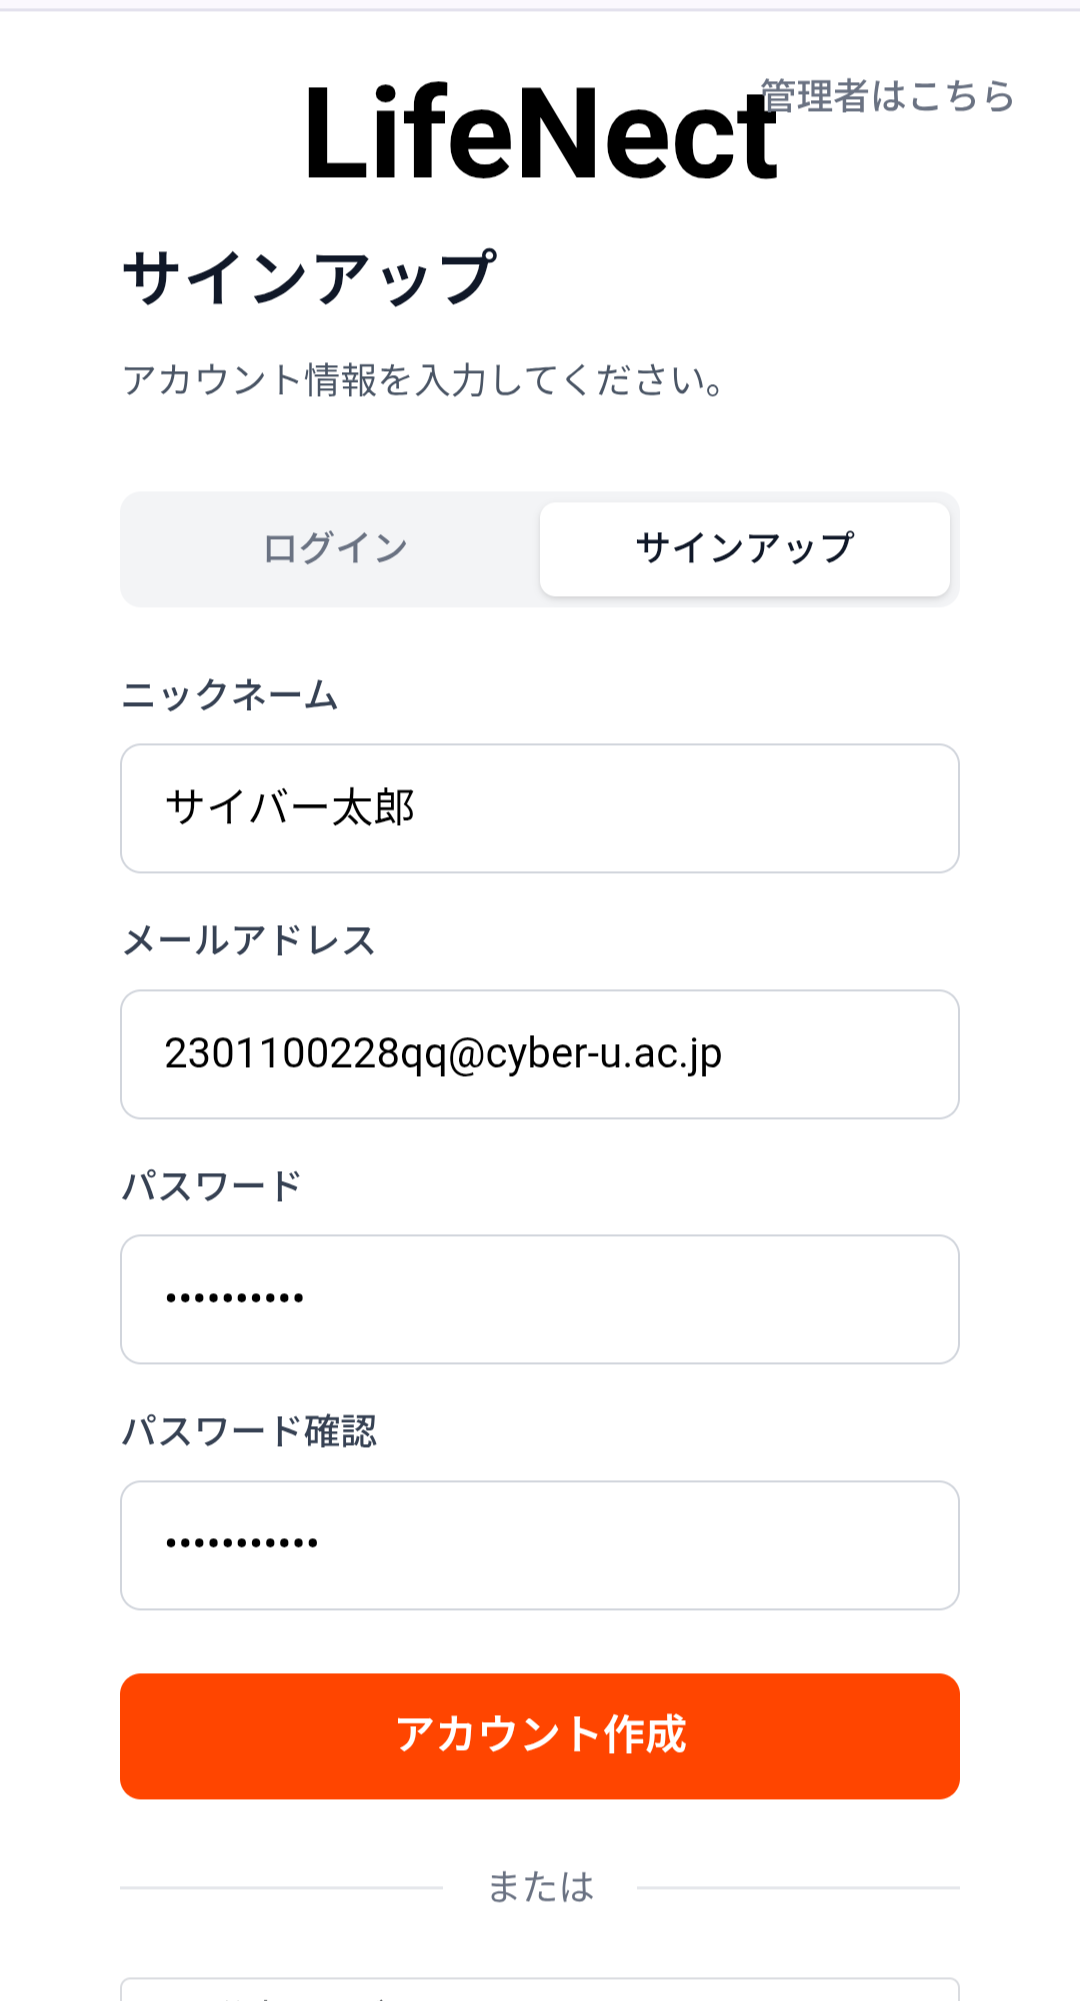 LifeNect
管理者はこちら
サインアップ
アカウント情報を入力してください。
ログイン
サインアップ
ニックネーム
サイバー太郎
メールアドレス
2301100228qq@cyber-u.ac.jp
パスワード
••••••••••
パスワード確認
•••••••••••
アカウント作成
または